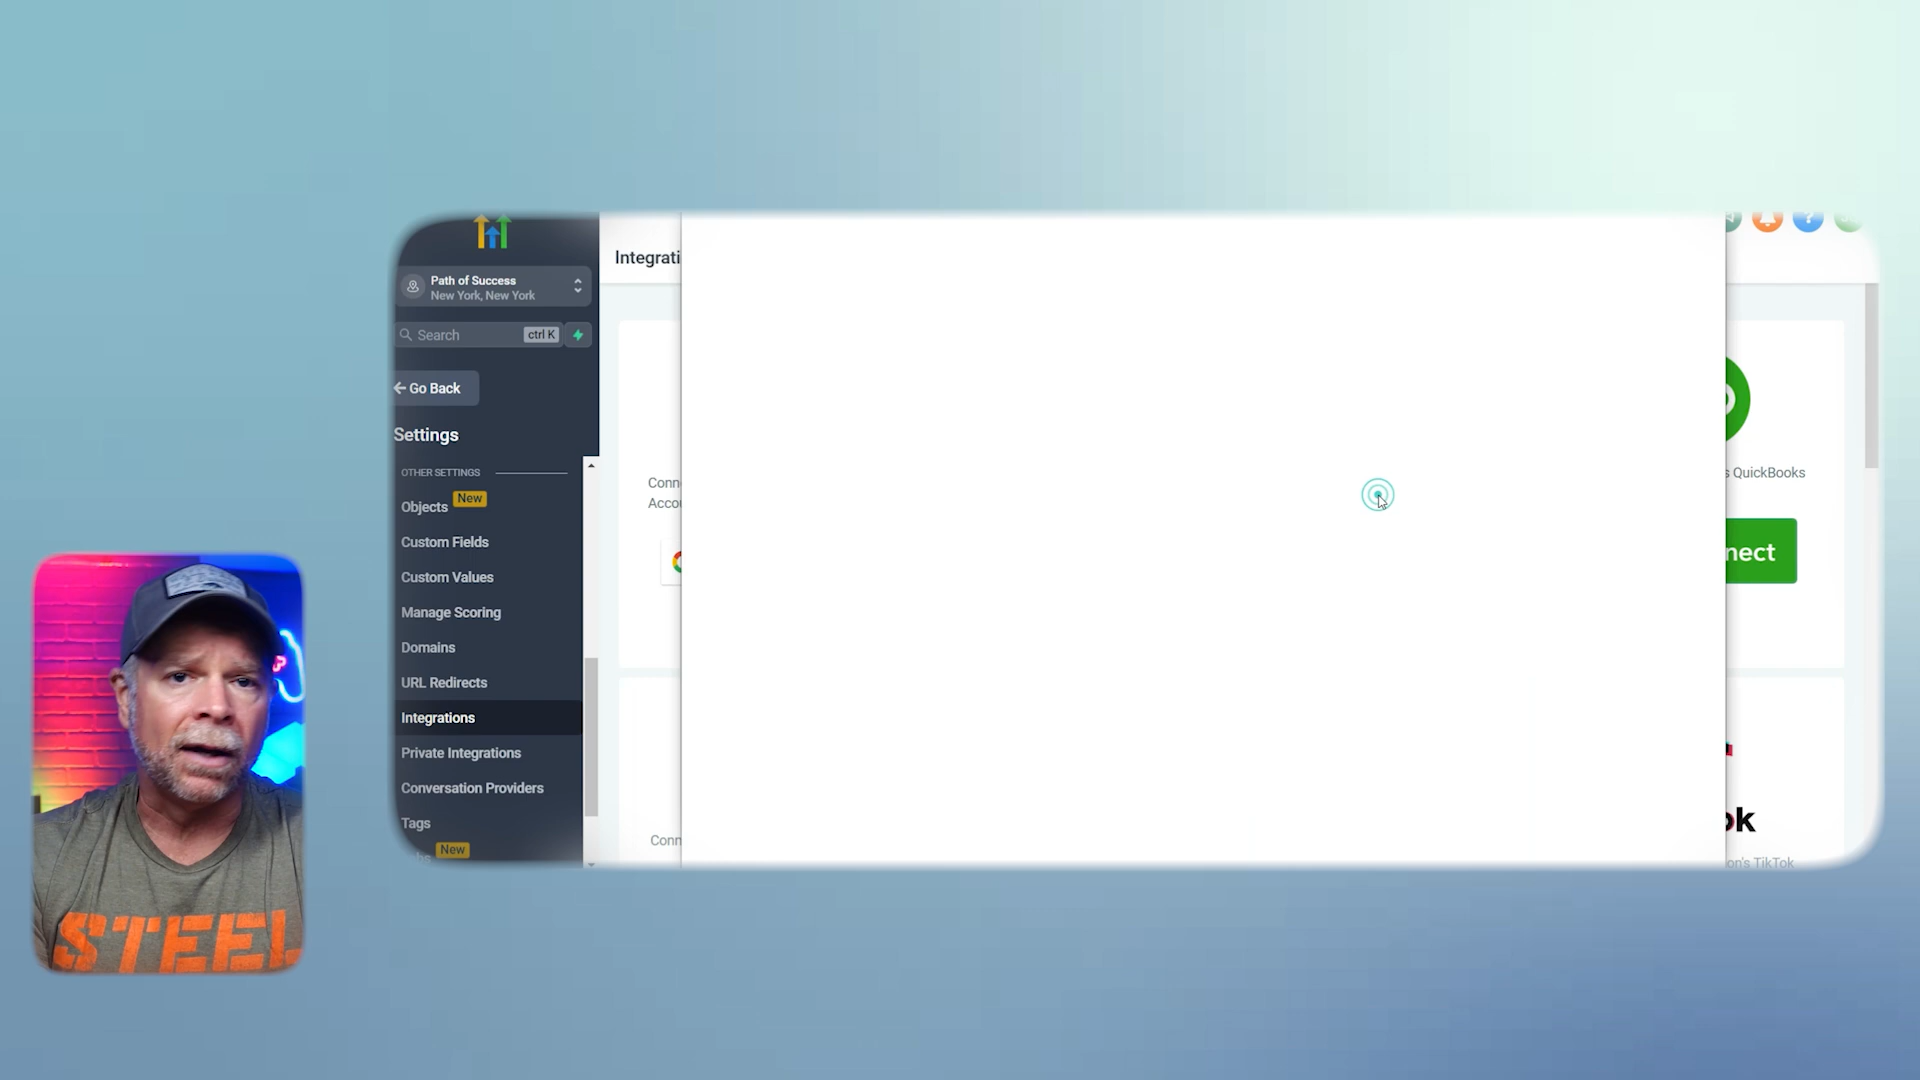 Path of Success
New York, New York
Search
ctrl K
Go Back
Settings
OTHER SETTINGS
Objects
New
Custom Fields
Custom Values
Manage Scoring
Domains
URL Redirects
Integrations
Private Integrations
Conversation Providers
Tags
New
Integrati
Conn
Accou
Conn
s QuickBooks
nect
ok
on's TikTok
STEEL